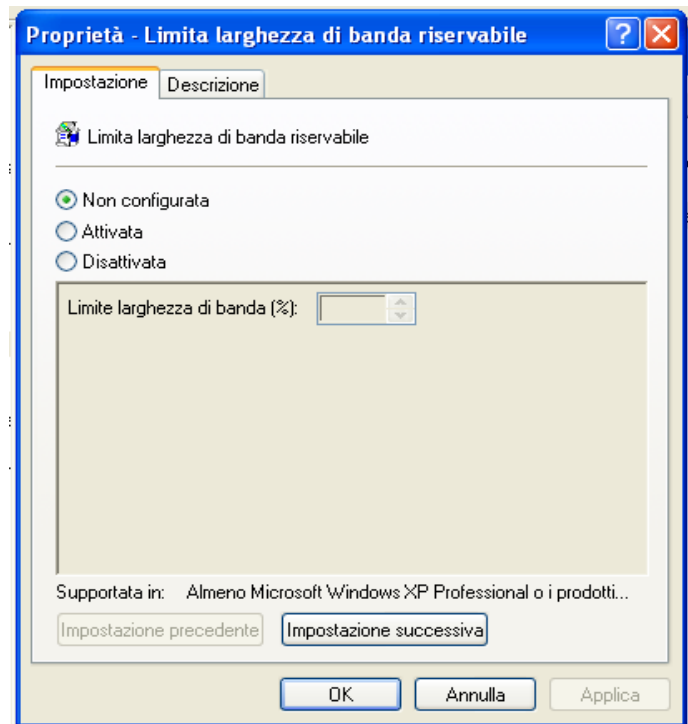 Proprietà - Limita larghezza di banda riservabile
Impostazione Descrizione
Limita larghezza di banda riservabile
Non configurata
Attivata
Disattivata
Limite larghezza di banda (%):
Supportata in: Almeno Microsoft Windows XP Professional o i prodotti...
Impostazione precedente Impostazione successiva
OK Annulla Applica